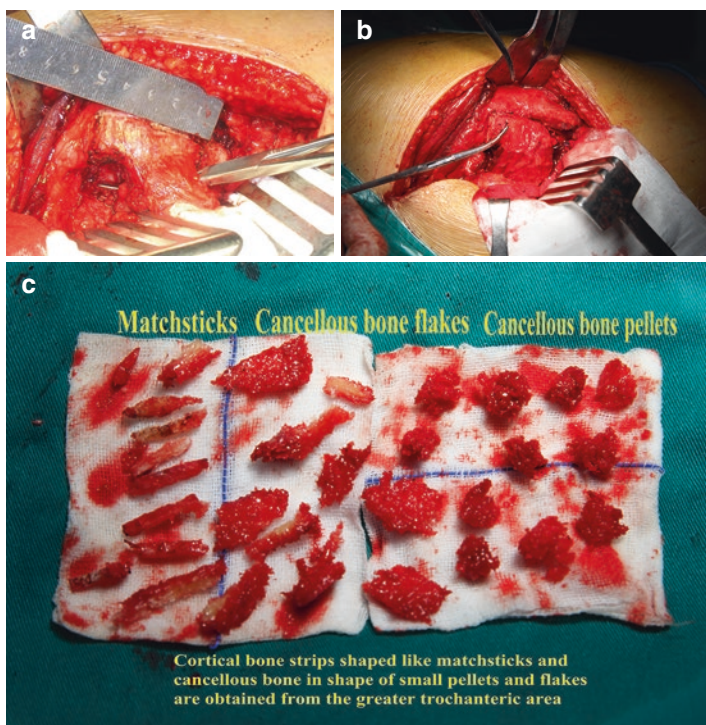 a
b
c
Matchsticks Cancellous bone flakes Cancellous bone pellets
Cortical bone strips shaped like matchsticks and
cancellous bone in shape of small pellets and flakes
are obtained from the greater trochanteric area